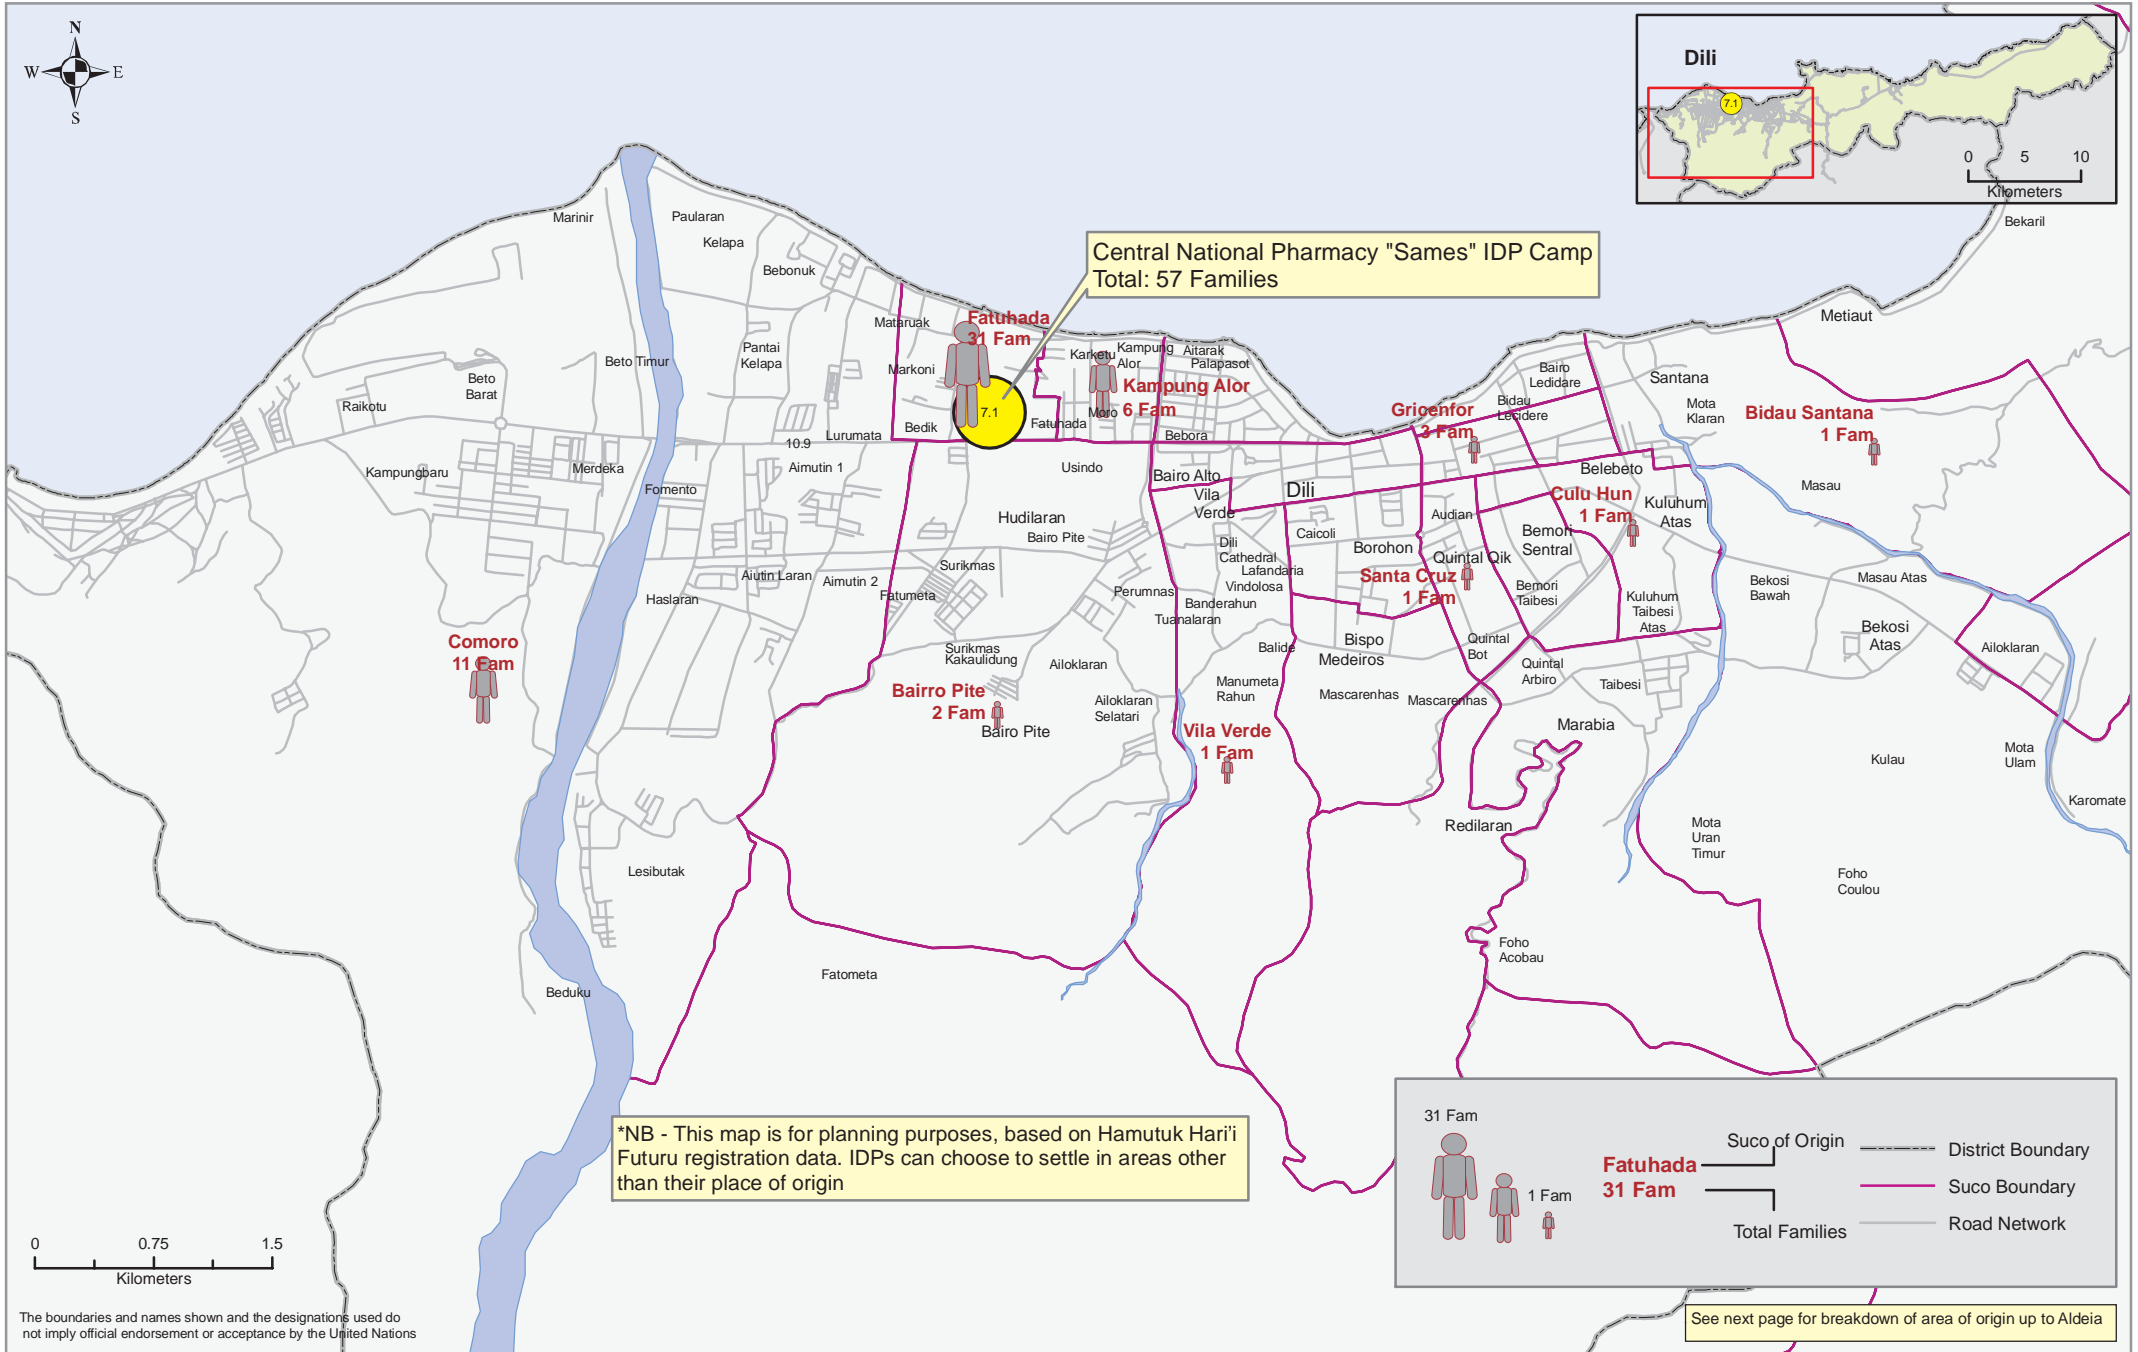 N
W
E
S
Dili
7.1
0 5 10
Kilometers
Bekaril
Marinir
Paularan
Kelapa
Bebonuk
Central National Pharmacy "Sames" IDP Camp
Total: 57 Families
Metiaut
Mataruak
Fatuhada
31 Fam
Karketu
Kampung
Alor
Aitarak
Palapasot
Beto Timur
Pantai
Kelapa
Markoni
Kampung Alor
6 Fam
Bairo
Ledidare
Santana
Beto
Barat
Raikotu
7.1
Fatuhada
Moro
Gricenfor
3 Fam
Bidau
Lecidere
Mota
Klaran
Bidau Santana
1 Fam
10.9
Lurumata
Bedik
Bebora
Kampungbaru
Merdeka
Aimutin 1
Usindo
Bairo Alto
Belebeto
Fomento
Vila
Verde
Dili
Culu Hun
1 Fam
Kuluhum
Atas
Masau
Hudilaran
Bairo Pite
Audian
Caicoli
Borohon
Bemori
Sentral
Dili
Cathedral
Lafandaria
Vindolosa
Quintal Qik
Aiutin Laran
Aimutin 2
Surikmas
Fatumeta
Santa Cruz
1 Fam
Bemori
Taibesi
Bekosi
Bawah
Masau Atas
Haslaran
Perumnas
Banderahun
Tuanalaran
Kuluhum
Taibesi
Atas
Comoro
11 Fam
Surikmas
Kakaulidung
Ailoklaran
Balide
Bispo
Medeiros
Quintal
Bot
Bekosi
Atas
Ailoklaran
Quintal
Arbiro
Bairro Pite
2 Fam
Bairo Pite
Ailoklaran
Selatari
Manumeta
Rahun
Mascarenhas
Mascarenhas
Taibesi
Vila Verde
1 Fam
Marabia
Kulau
Mota
Ulam
Karomate
Redilaran
Mota
Uran
Timur
Lesibutak
Foho
Coulou
Foho
Acobau
Fatometa
Beduku
*NB - This map is for planning purposes, based on Hamutuk Hari'i
Futuru registration data. IDPs can choose to settle in areas other
than their place of origin
31 Fam
1 Fam
Suco of Origin
Fatuhada
31 Fam
Total Families
District Boundary
Suco Boundary
Road Network
0 0.75 1.5
Kilometers
The boundaries and names shown and the designations used do
not imply official endorsement or acceptance by the United Nations
See next page for breakdown of area of origin up to Aldeia